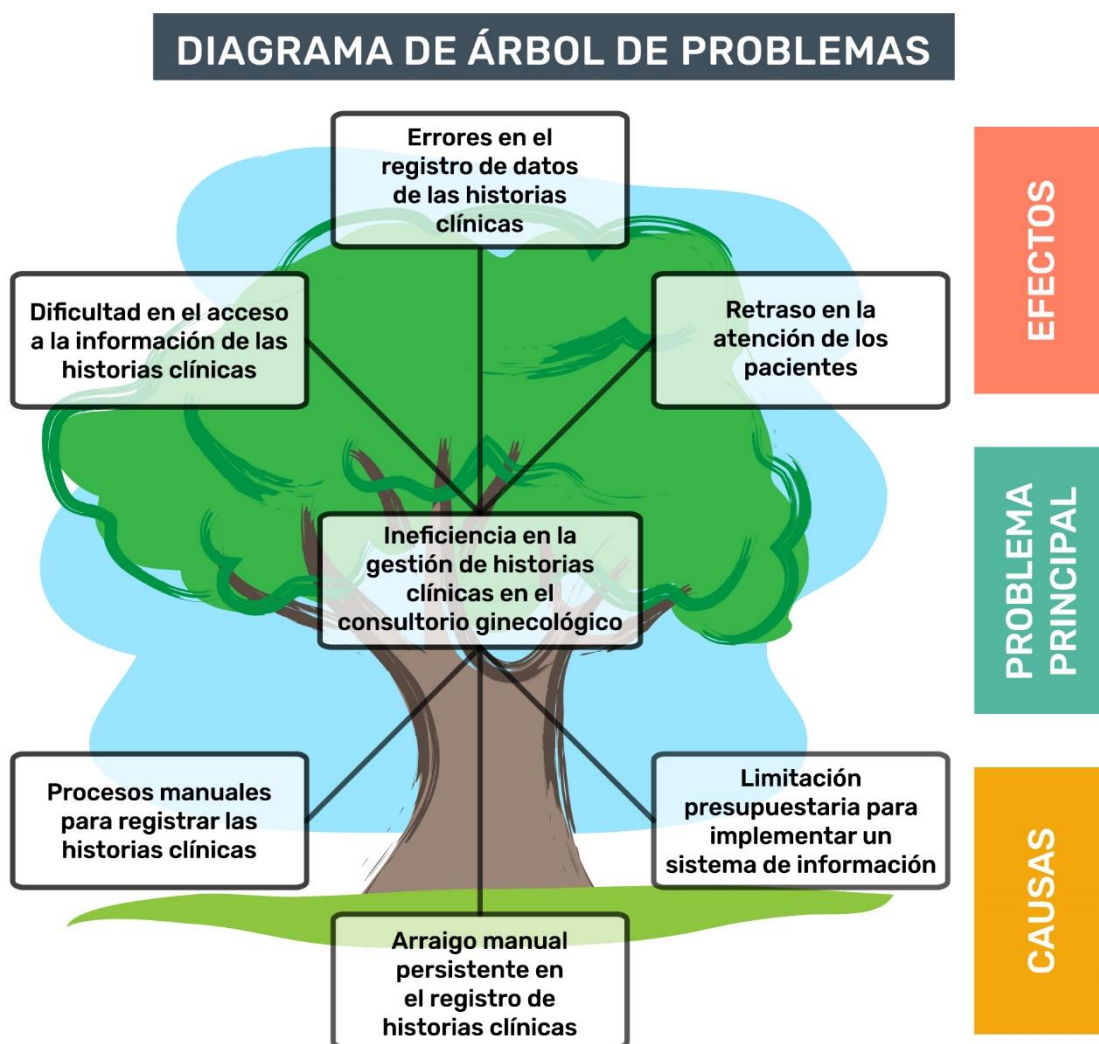 DIAGRAMA DE ÁRBOL DE PROBLEMAS
Errores en el
registro de datos
de las historias
clínicas
Dificultad en el acceso
a la información de las
historias clínicas
Retraso en la
atención de los
pacientes
EFECTOS
Ineficiencia en la
gestión de historias
clínicas en el
consultorio ginecológico
PROBLEMA
PRINCIPAL
Procesos manuales
para registrar las
historias clínicas
Limitación
presupuestaria para
implementar un
sistema de información
Arraigo manual
persistente en
el registro de
historias clínicas
CAUSAS